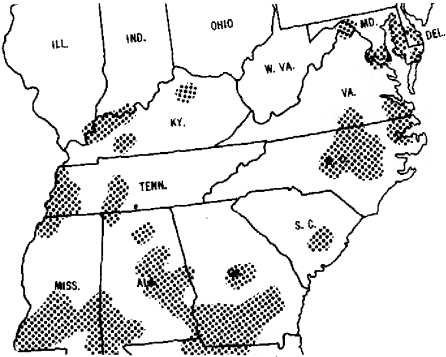 OHIO
MD.
ILL.
IND.
DEL.
W. VA.
VA.
KY.
TENN.
S. C.
MISS.